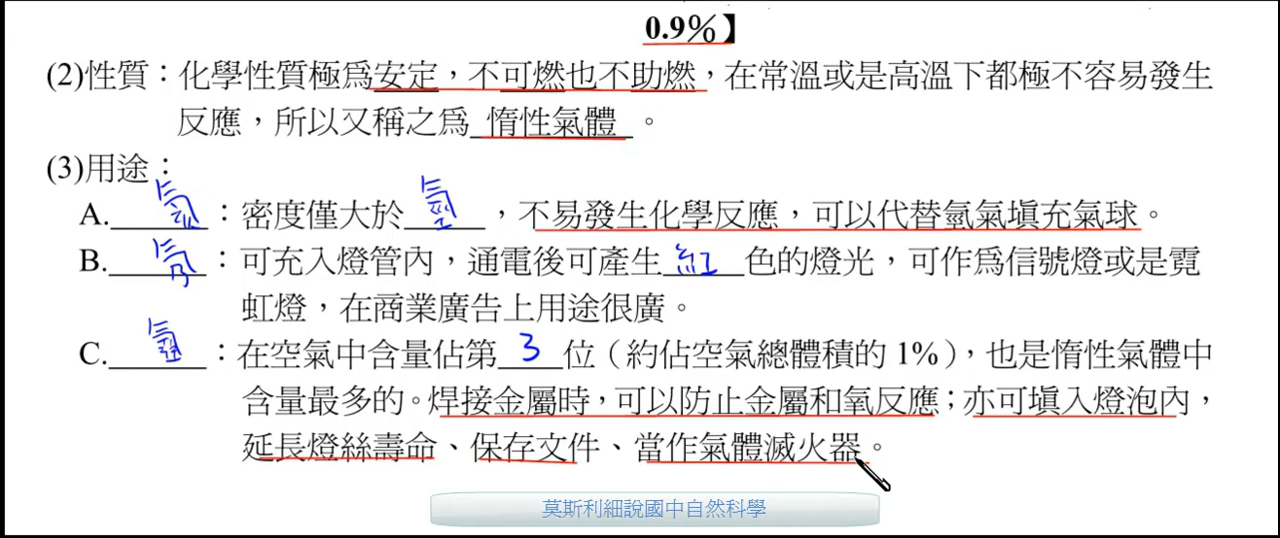 0.9%】
(2)性質：化學性質極為安定，不可燃也不助燃，在常溫或是高溫下都極不容易發生
反應，所以又稱之為 惰性氣體 。
(3)用途：
A. 氦 ：密度僅大於 氫 ，不易發生化學反應，可以代替氫氣填充氣球。
B. 氖 ：可充入燈管內，通電後可產生 紅 色的燈光，可作為信號燈或是霓
虹燈，在商業廣告上用途很廣。
C. 氬 ：在空氣中含量佔第 3 位（約佔空氣總體積的 1%），也是惰性氣體中
含量最多的。焊接金屬時，可以防止金屬和氧反應；亦可填入燈泡內，
延長燈絲壽命、保存文件、當作氣體滅火器。
莫斯利細說國中自然科學